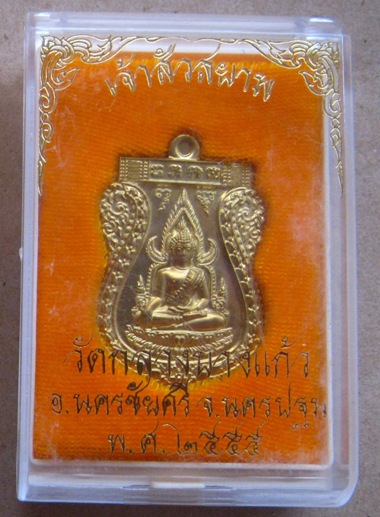 เจ้าสัวสยาม
วัดกลางบางแก้ว
อ.นครชัยศรี จ.นครปฐม
พ.ศ.๒๕๕๕